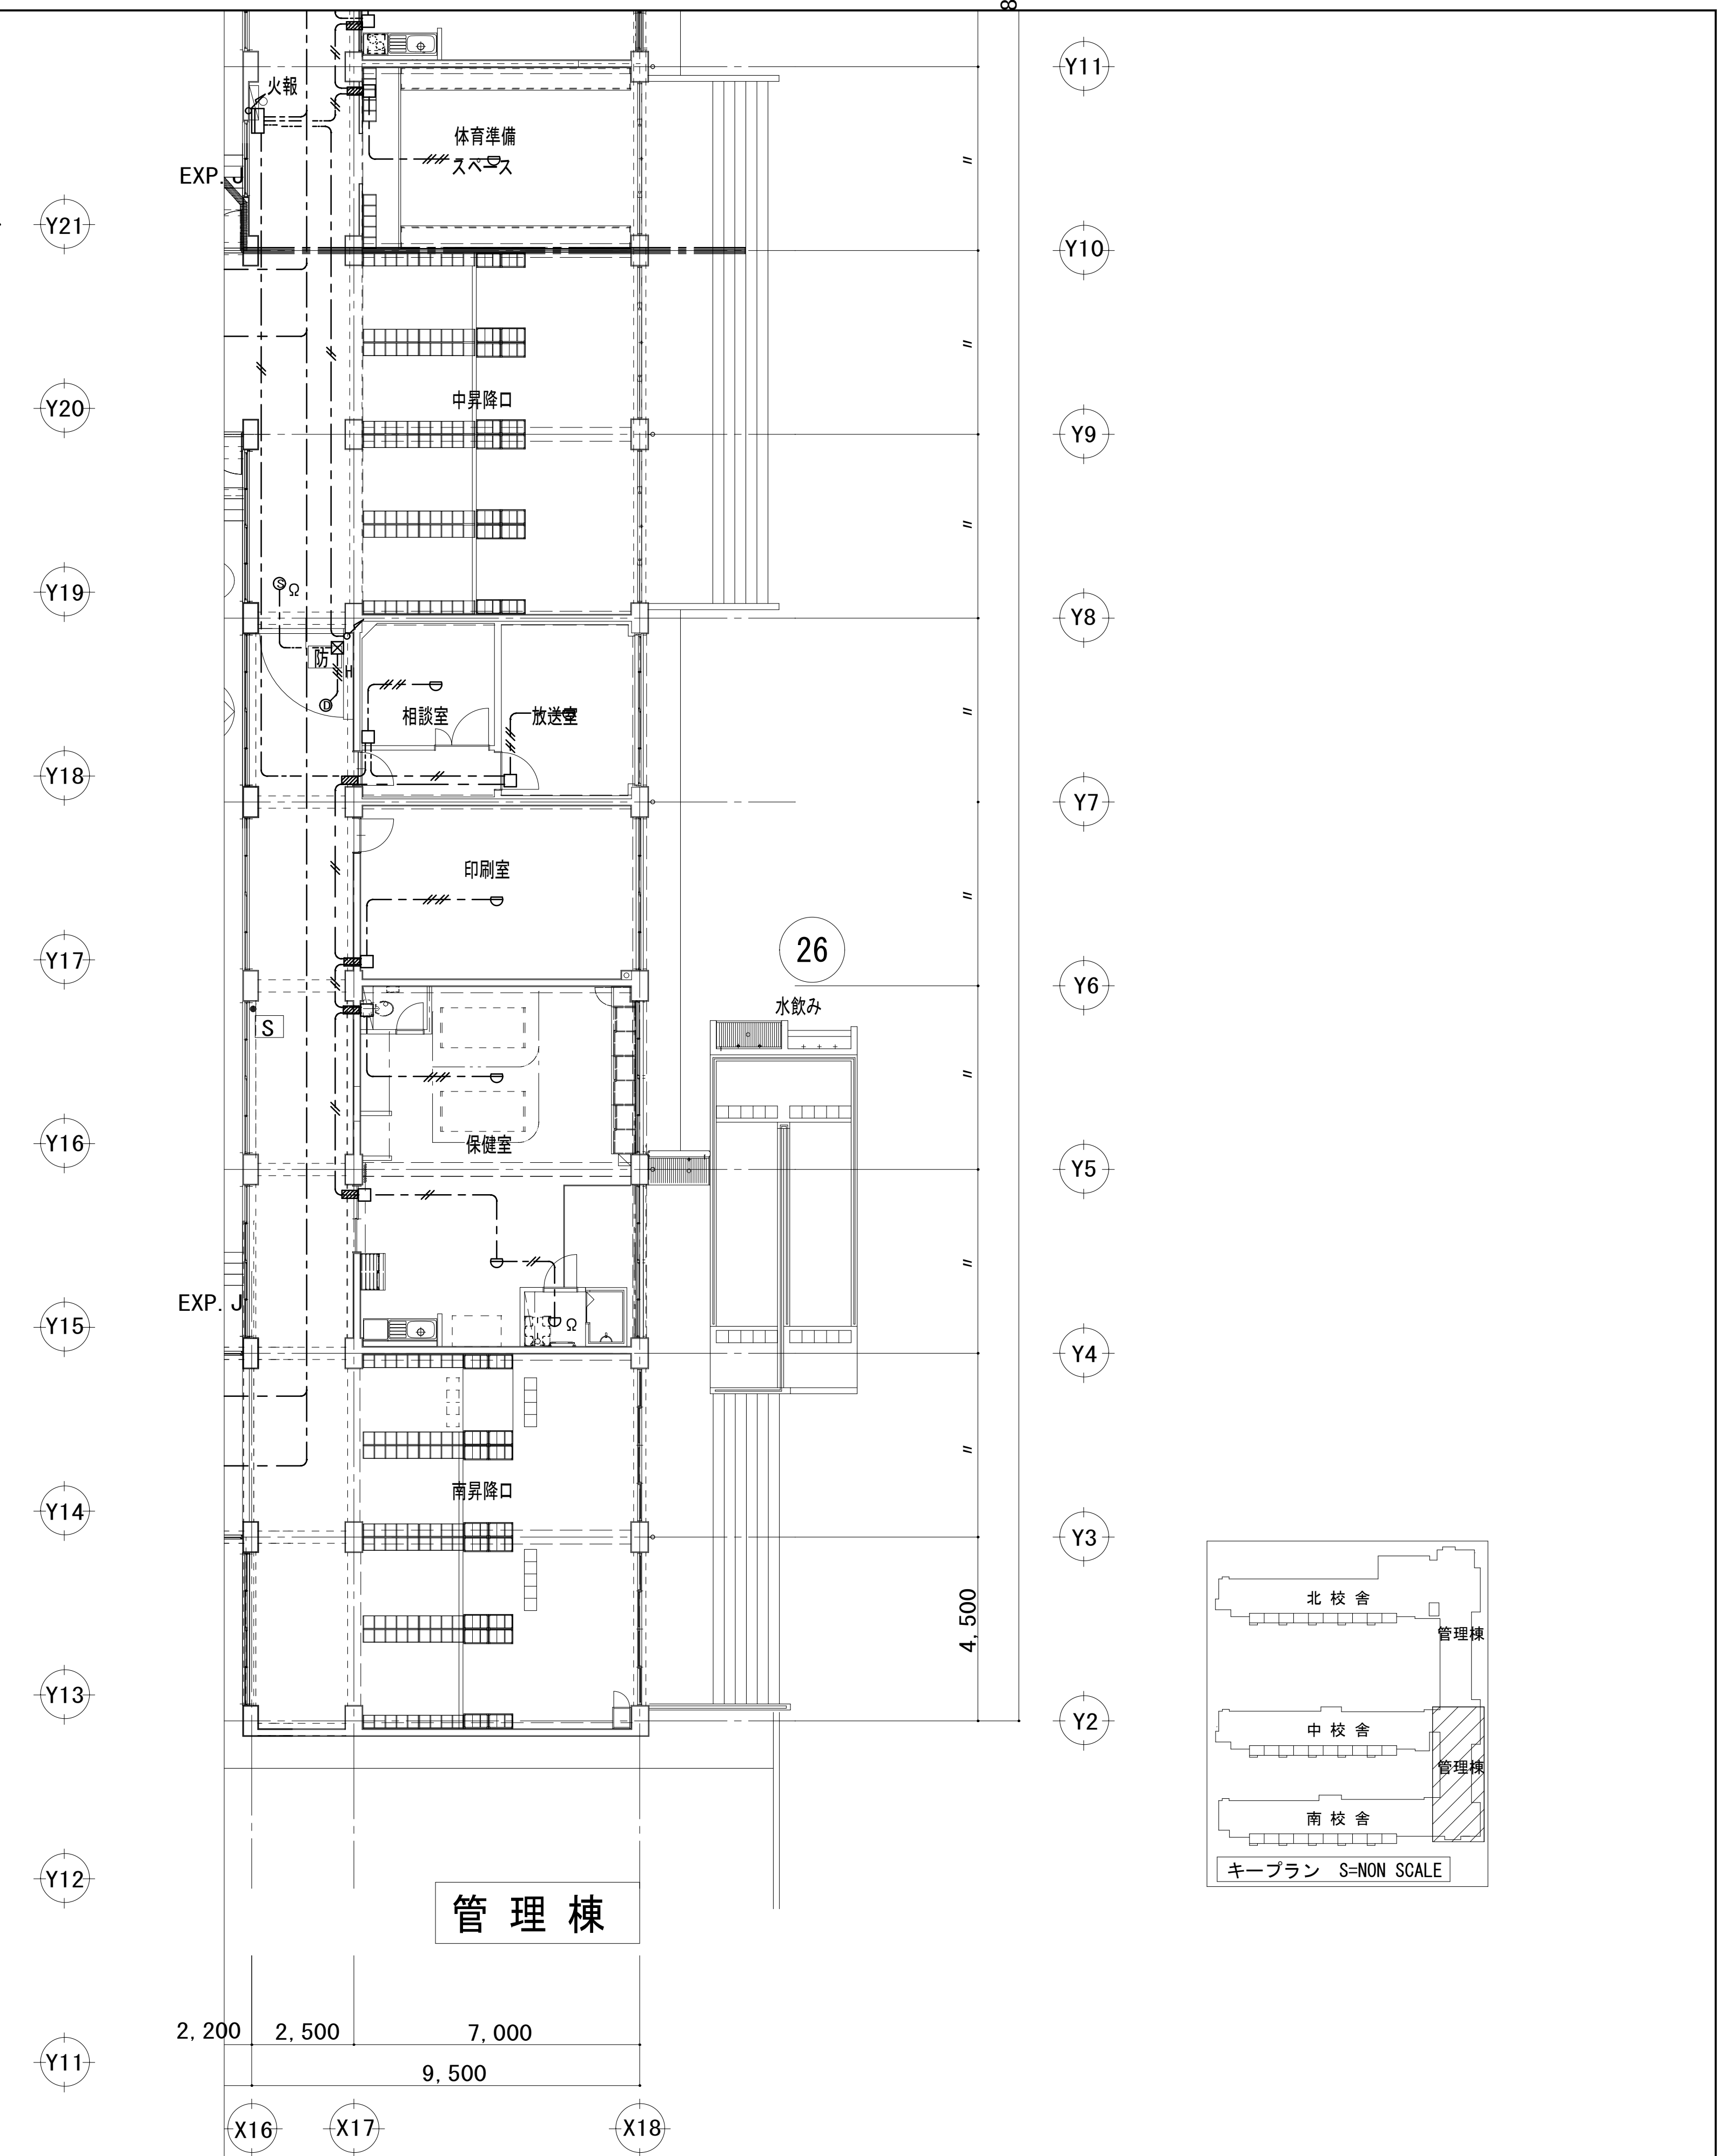 8
Y11
火報
体育準備
スペース
EXP. J
Y21
Y10
Y20
中昇降口
Y9
Y19
S Ω
Y8
防
H
D
相談室
放送室
Y18
Y7
印刷室
Y17
26
Y6
水飲み
S
Y16
保健室
Y5
EXP. J
Y15
Ω
Y4
Y14
南昇降口
Y3
4,500
Y13
Y2
北 校 舎
管理棟
中 校 舎
管理棟
南 校 舎
キープラン S=NON SCALE
Y12
管 理 棟
2,200
2,500
7,000
Y11
9,500
X16
X17
X18